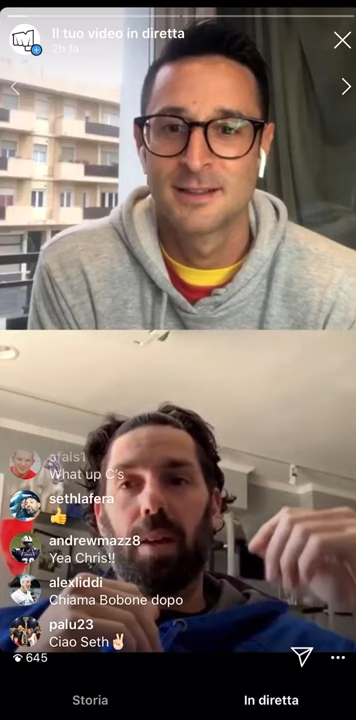 Il tuo video in diretta
2h fa
afals1
What up C's
sethlafera
👍
andrewmazz8
Yea Chris!!
alexliddi
Chiama Bobone dopo
palu23
Ciao Seth✌🏻
645
Storia
In diretta